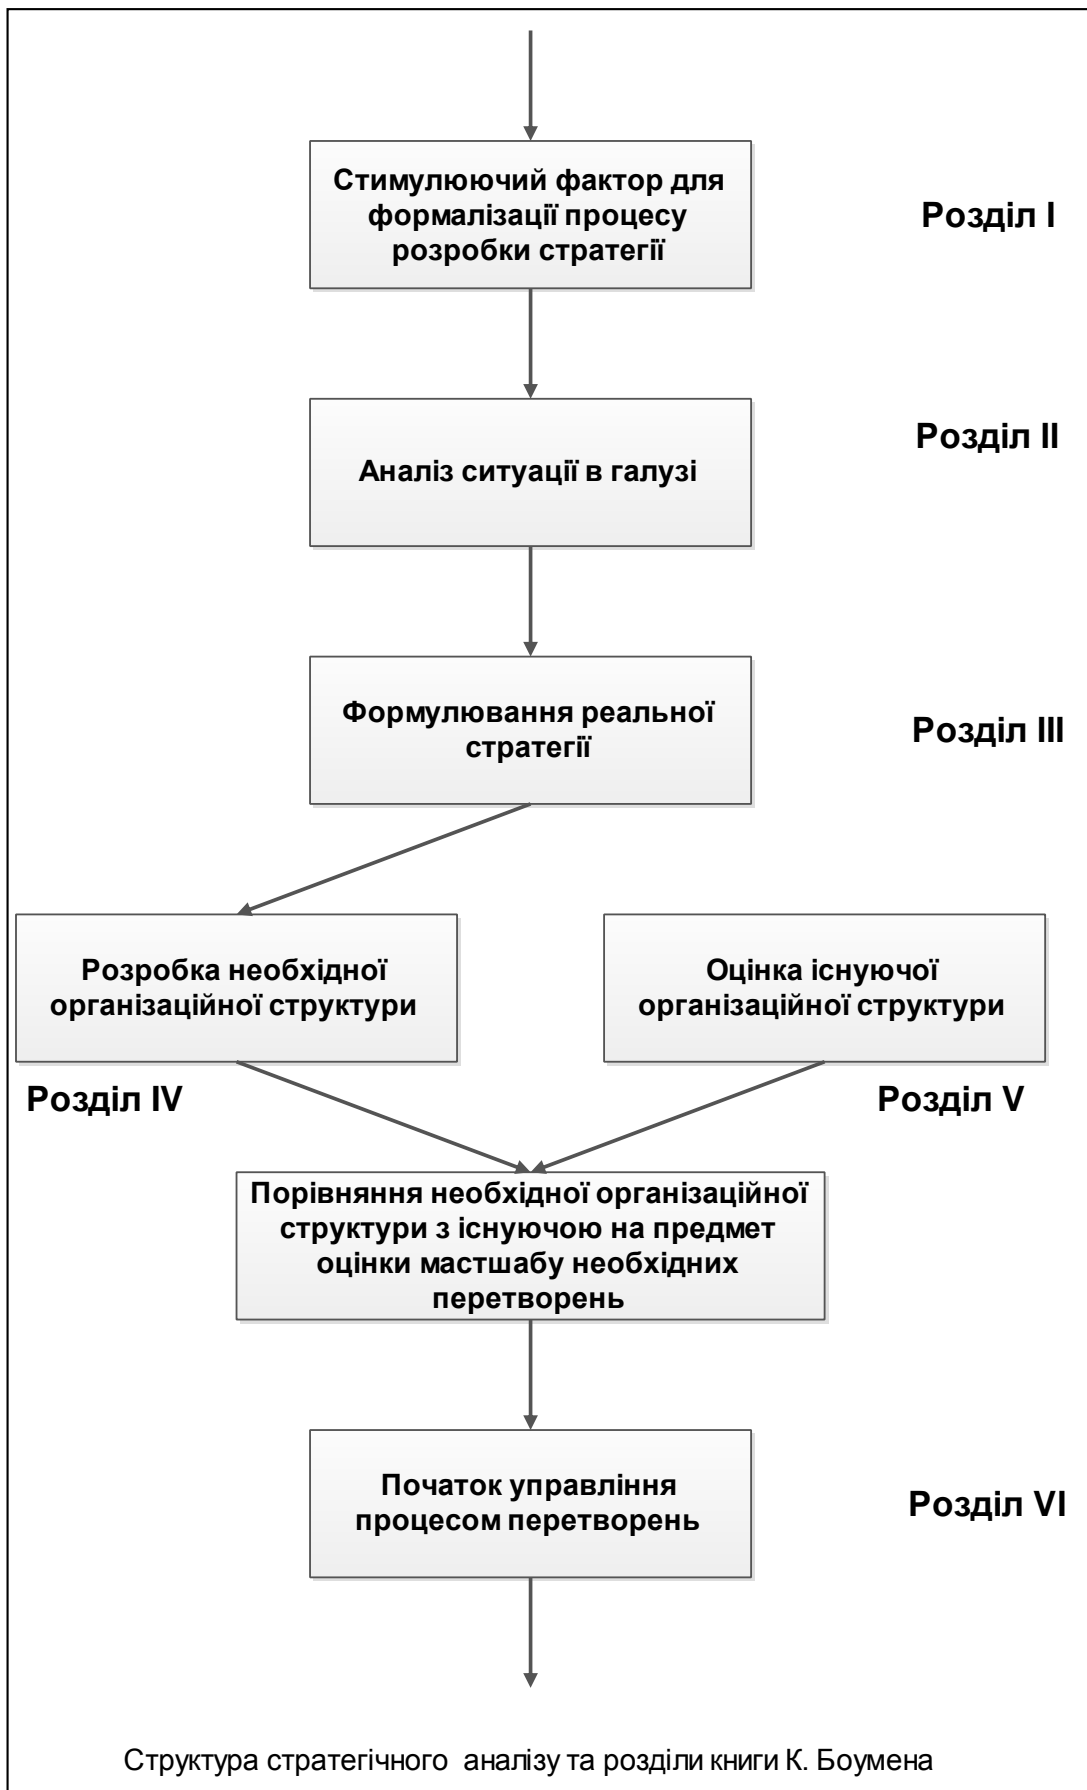 Стимулюючий фактор для
формалізації процесу
розробки стратегії
Розділ I
Аналіз ситуації в галузі
Розділ II
Формулювання реальної
стратегії
Розділ III
Розробка необхідної
організаційної структури
Оцінка існуючої
організаційної структури
Розділ IV
Розділ V
Порівняння необхідної організаційної
структури з існуючою на предмет
оцінки мастшабу необхідних
перетворень
Початок управління
процесом перетворень
Розділ VI
Структура стратегічного аналізу та розділи книги К. Боумена